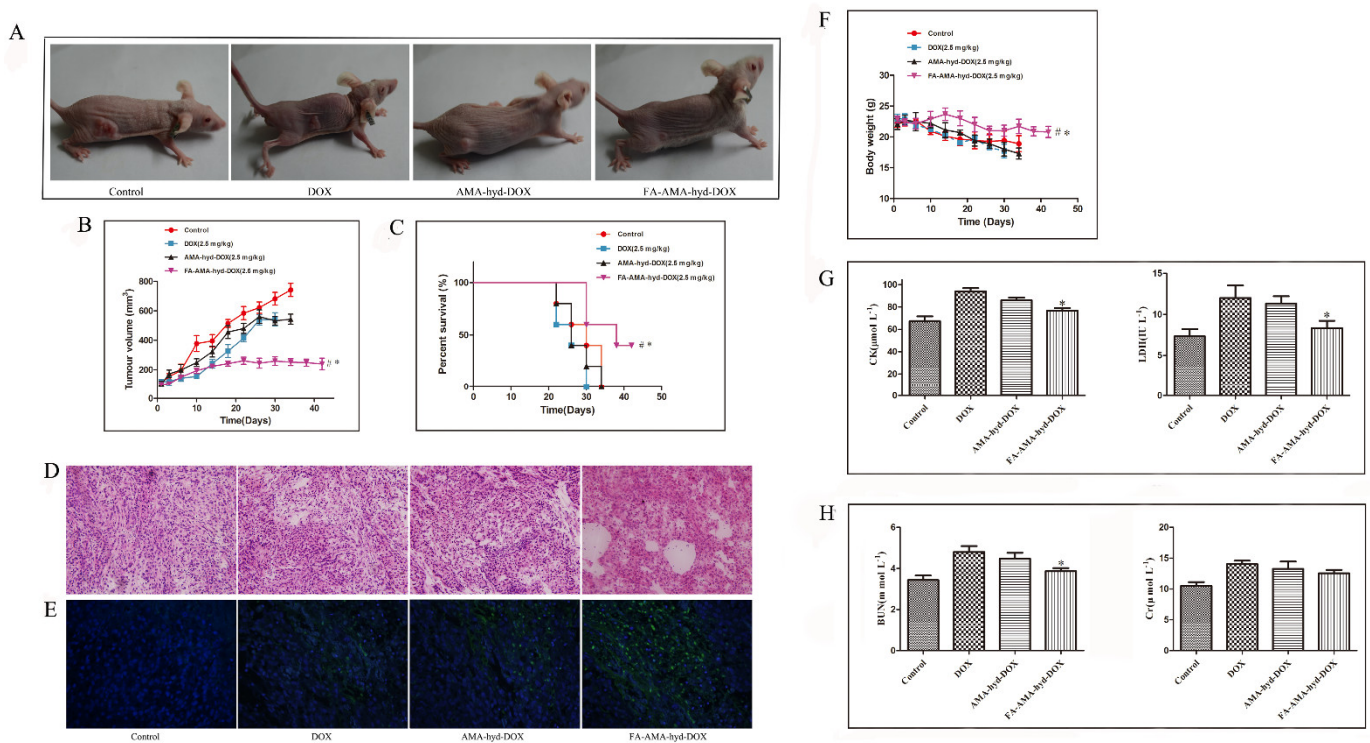 A
Control
DOX
AMA-hyd-DOX
FA-AMA-hyd-DOX
B
Control
DOX(2.5 mg/kg)
AMA-hyd-DOX(2.5 mg/kg)
FA-AMA-hyd-DOX(2.5 mg/kg)
Tumour volume (mm³)
800
600
400
200
0
0
10
20
30
40
# *
Time(Days)
C
Control
DOX(2.5 mg/kg)
AMA-hyd-DOX(2.5 mg/kg)
FA-AMA-hyd-DOX(2.5 mg/kg)
Percent survival (%)
100
50
0
0
10
20
30
40
50
# *
Time(Days)
D
E
Control
DOX
AMA-hyd-DOX
FA-AMA-hyd-DOX
F
Control
DOX(2.5 mg/kg)
AMA-hyd-DOX(2.5 mg/kg)
FA-AMA-hyd-DOX(2.5 mg/kg)
Body weight (g)
30
25
20
15
10
0
10
20
30
40
50
# *
Time (Days)
G
CK(μmol L⁻¹)
100
80
60
40
20
0
*
Control
DOX
AMA-hyd-DOX
FA-AMA-hyd-DOX
LDH(IU L⁻¹)
15
10
5
0
*
Control
DOX
AMA-hyd-DOX
FA-AMA-hyd-DOX
H
BUN(m mol L⁻¹)
6
4
2
0
*
Control
DOX
AMA-hyd-DOX
FA-AMA-hyd-DOX
Cr(μ mol L⁻¹)
20
15
10
5
0
Control
DOX
AMA-hyd-DOX
FA-AMA-hyd-DOX